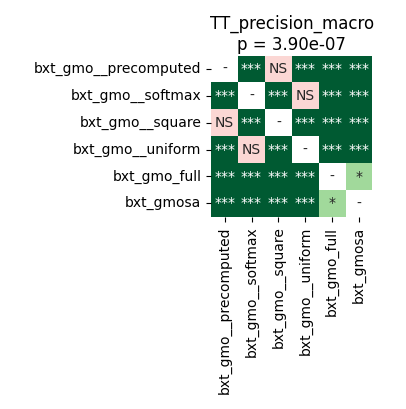 TT_precision_macro
p = 3.90e-07
bxt_gmo__precomputed - *** NS *** *** ***
bxt_gmo__softmax *** - *** NS *** ***
bxt_gmo__square NS *** - *** *** ***
bxt_gmo__uniform *** NS *** - *** ***
bxt_gmo_full *** *** *** *** - *
bxt_gmosa *** *** *** *** * -
bxt_gmo__precomputed
bxt_gmo__softmax
bxt_gmo__square
bxt_gmo__uniform
bxt_gmo_full
bxt_gmosa